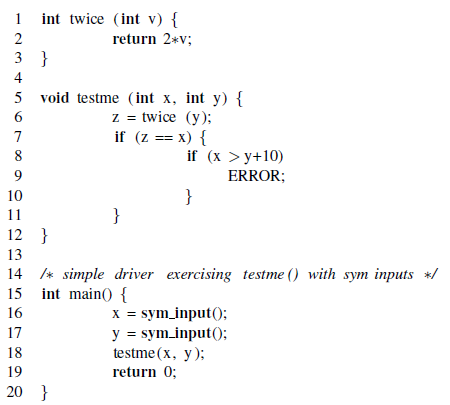 1 int twice (int v) {
2 return 2*v;
3 }
4
5 void testme (int x, int y) {
6 z = twice (y);
7 if (z == x) {
8 if (x > y+10)
9 ERROR;
10 }
11 }
12 }
13
14 /* simple driver exercising testme () with sym inputs */
15 int main() {
16 x = sym_input();
17 y = sym_input();
18 testme(x, y);
19 return 0;
20 }